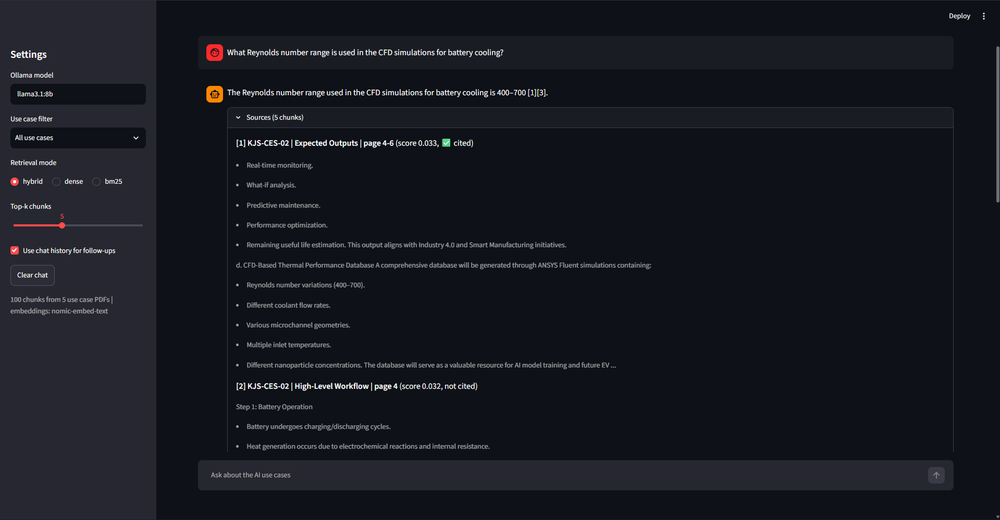 Deploy
Settings
Ollama model
llama3.1:8b
Use case filter
All use cases
Retrieval mode
hybrid dense bm25
Top-k chunks
5
Use chat history for follow-ups
Clear chat
100 chunks from 5 use case PDFs |
embeddings: nomic-embed-text
What Reynolds number range is used in the CFD simulations for battery cooling?
The Reynolds number range used in the CFD simulations for battery cooling is 400–700 [1][3].
Sources (5 chunks)
[1] KJS-CES-02 | Expected Outputs | page 4-6 (score 0.033, ✅ cited)
• Real-time monitoring.
• What-if analysis.
• Predictive maintenance.
• Performance optimization.
• Remaining useful life estimation. This output aligns with Industry 4.0 and Smart Manufacturing initiatives.
d. CFD-Based Thermal Performance Database A comprehensive database will be generated through ANSYS Fluent simulations containing:
• Reynolds number variations (400–700).
• Different coolant flow rates.
• Various microchannel geometries.
• Multiple inlet temperatures.
• Different nanoparticle concentrations. The database will serve as a valuable resource for AI model training and future EV ...
[2] KJS-CES-02 | High-Level Workflow | page 4 (score 0.032, not cited)
Step 1: Battery Operation
• Battery undergoes charging/discharging cycles.
• Heat generation occurs due to electrochemical reactions and internal resistance.
Ask about the AI use cases